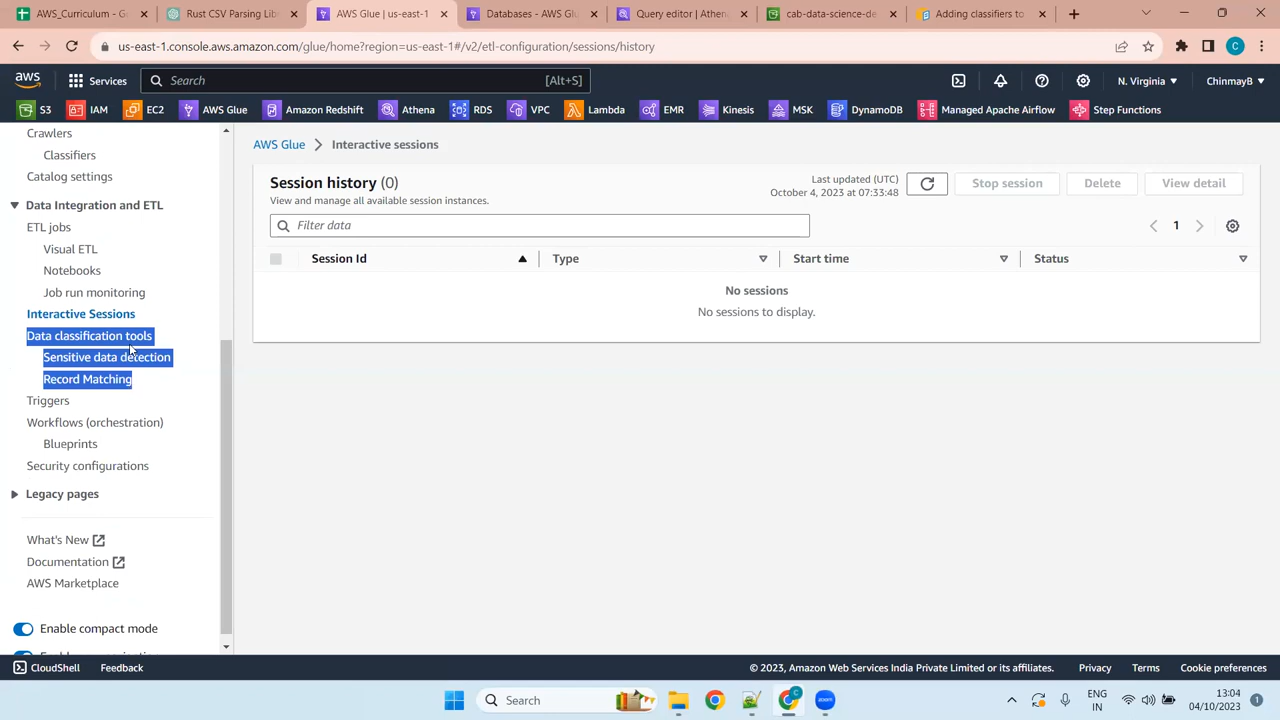 AWS_Curriculum - G
Rust CSV Parsing Lib
AWS Glue | us-east-1
Databases - AWS Glu
Query editor | Athen
cab-data-science-de
Adding classifiers to
us-east-1.console.aws.amazon.com/glue/home?region=us-east-1#/v2/etl-configuration/sessions/history
C
aws
Services
Search
[Alt+S]
N. Virginia
ChinmayB
S3
IAM
EC2
AWS Glue
Amazon Redshift
Athena
RDS
VPC
Lambda
EMR
Kinesis
MSK
DynamoDB
Managed Apache Airflow
Step Functions
Crawlers
Classifiers
Catalog settings
Data Integration and ETL
ETL jobs
Visual ETL
Notebooks
Job run monitoring
Interactive Sessions
Data classification tools
Sensitive data detection
Record Matching
Triggers
Workflows (orchestration)
Blueprints
Security configurations
Legacy pages
What's New
Documentation
AWS Marketplace
Enable compact mode
AWS Glue
Interactive sessions
Session history (0)
View and manage all available session instances.
Last updated (UTC)
October 4, 2023 at 07:33:48
Stop session
Delete
View detail
Filter data
1
Session Id
Type
Start time
Status
No sessions
No sessions to display.
CloudShell
Feedback
© 2023, Amazon Web Services India Private Limited or its affiliates.
Privacy
Terms
Cookie preferences
Search
zoom
ENG
IN
13:04
04/10/2023
1